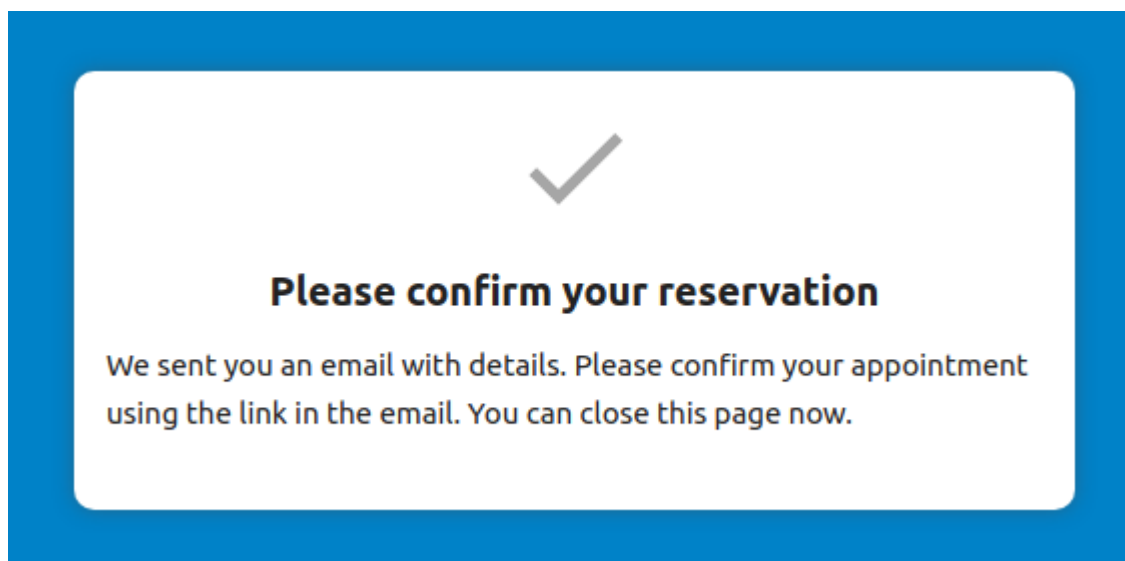 Please confirm your reservation
We sent you an email with details. Please confirm your appointment
using the link in the email. You can close this page now.